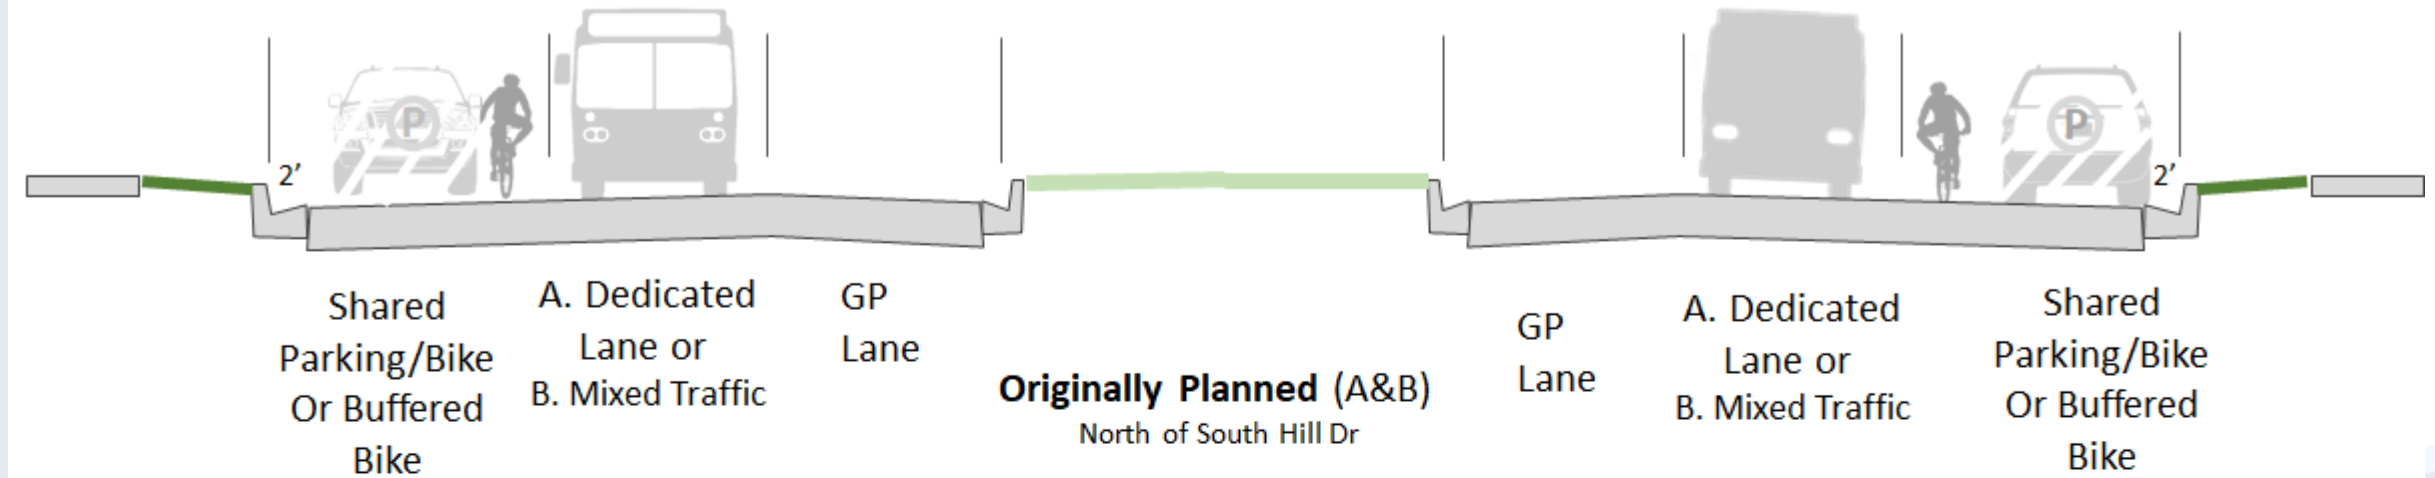 2’
P
Shared
Parking/Bike
Or Buffered
Bike
A. Dedicated
Lane or
B. Mixed Traffic
GP
Lane
Originally Planned (A&B)
North of South Hill Dr
GP
Lane
A. Dedicated
Lane or
B. Mixed Traffic
P
2’
Shared
Parking/Bike
Or Buffered
Bike